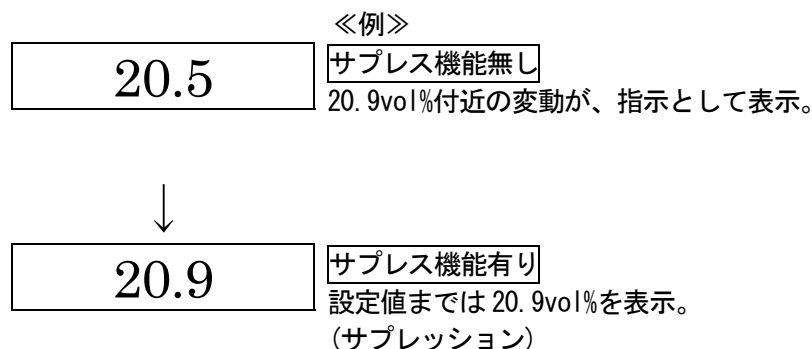 ≪例≫
20.5
サプレス機能無し
20.9vol%付近の変動が、指示として表示。
↓
20.9
サプレス機能有り
設定値までは 20.9vol%を表示。
(サプレッション)